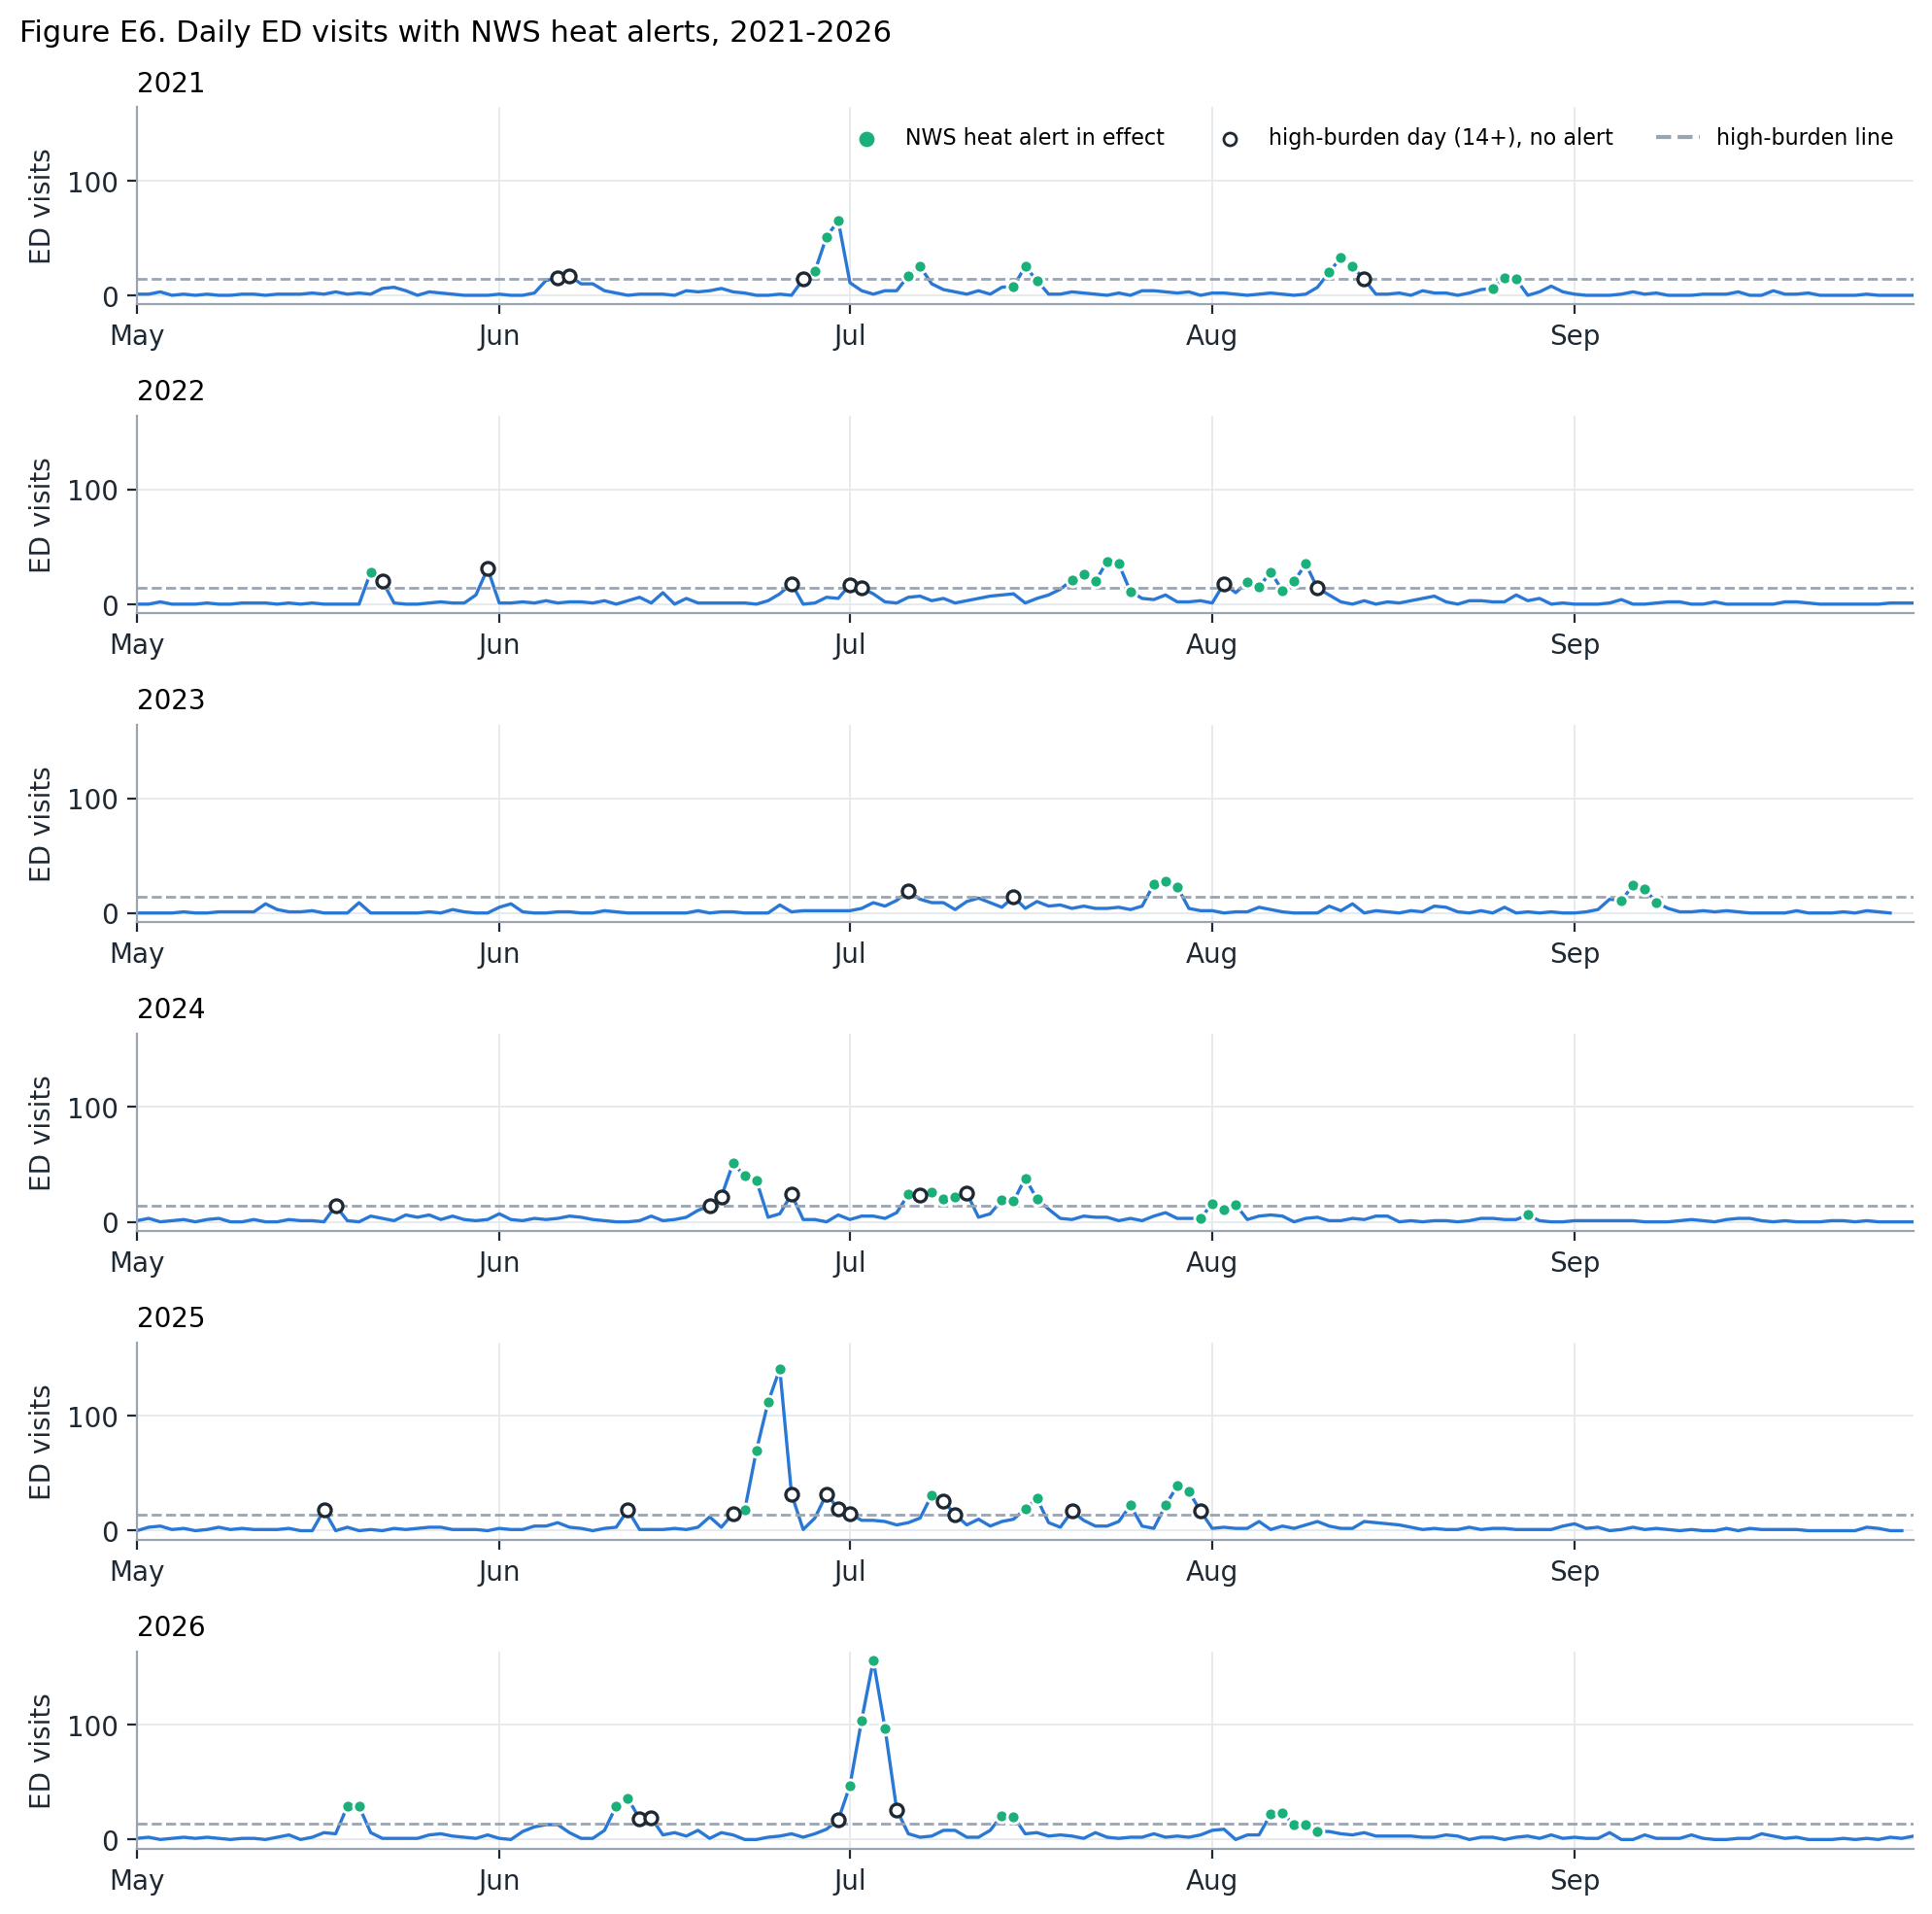 Figure E6. Daily ED visits with NWS heat alerts, 2021-2026
2021
NWS heat alert in effect
high-burden day (14+), no alert
high-burden line
ED visits
100
0
May Jun Jul Aug Sep
2022
ED visits
100
0
May Jun Jul Aug Sep
2023
ED visits
100
0
May Jun Jul Aug Sep
2024
ED visits
100
0
May Jun Jul Aug Sep
2025
ED visits
100
0
May Jun Jul Aug Sep
2026
ED visits
100
0
May Jun Jul Aug Sep